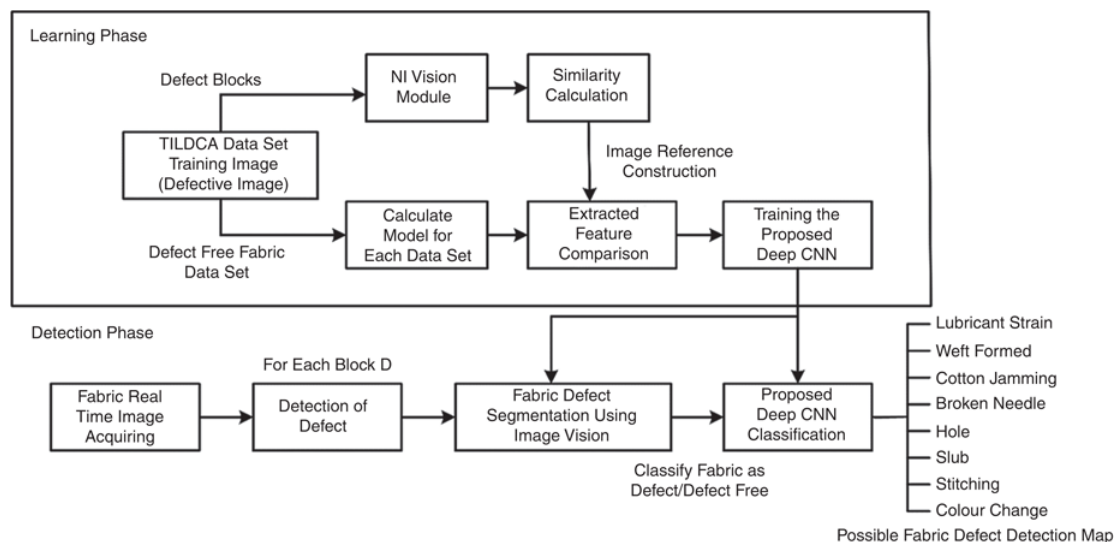 Learning Phase
Defect Blocks
NI Vision
Module
Similarity
Calculation
TILDCA Data Set
Training Image
(Defective Image)
Image Reference
Construction
Defect Free Fabric
Data Set
Calculate
Model for
Each Data Set
Extracted
Feature
Comparison
Training the
Proposed
Deep CNN
Detection Phase
For Each Block D
Fabric Real
Time Image
Acquiring
Detection of
Defect
Fabric Defect
Segmentation Using
Image Vision
Classify Fabric as
Defect/Defect Free
Proposed
Deep CNN
Classification
Lubricant Strain
Weft Formed
Cotton Jamming
Broken Needle
Hole
Slub
Stitching
Colour Change
Possible Fabric Defect Detection Map